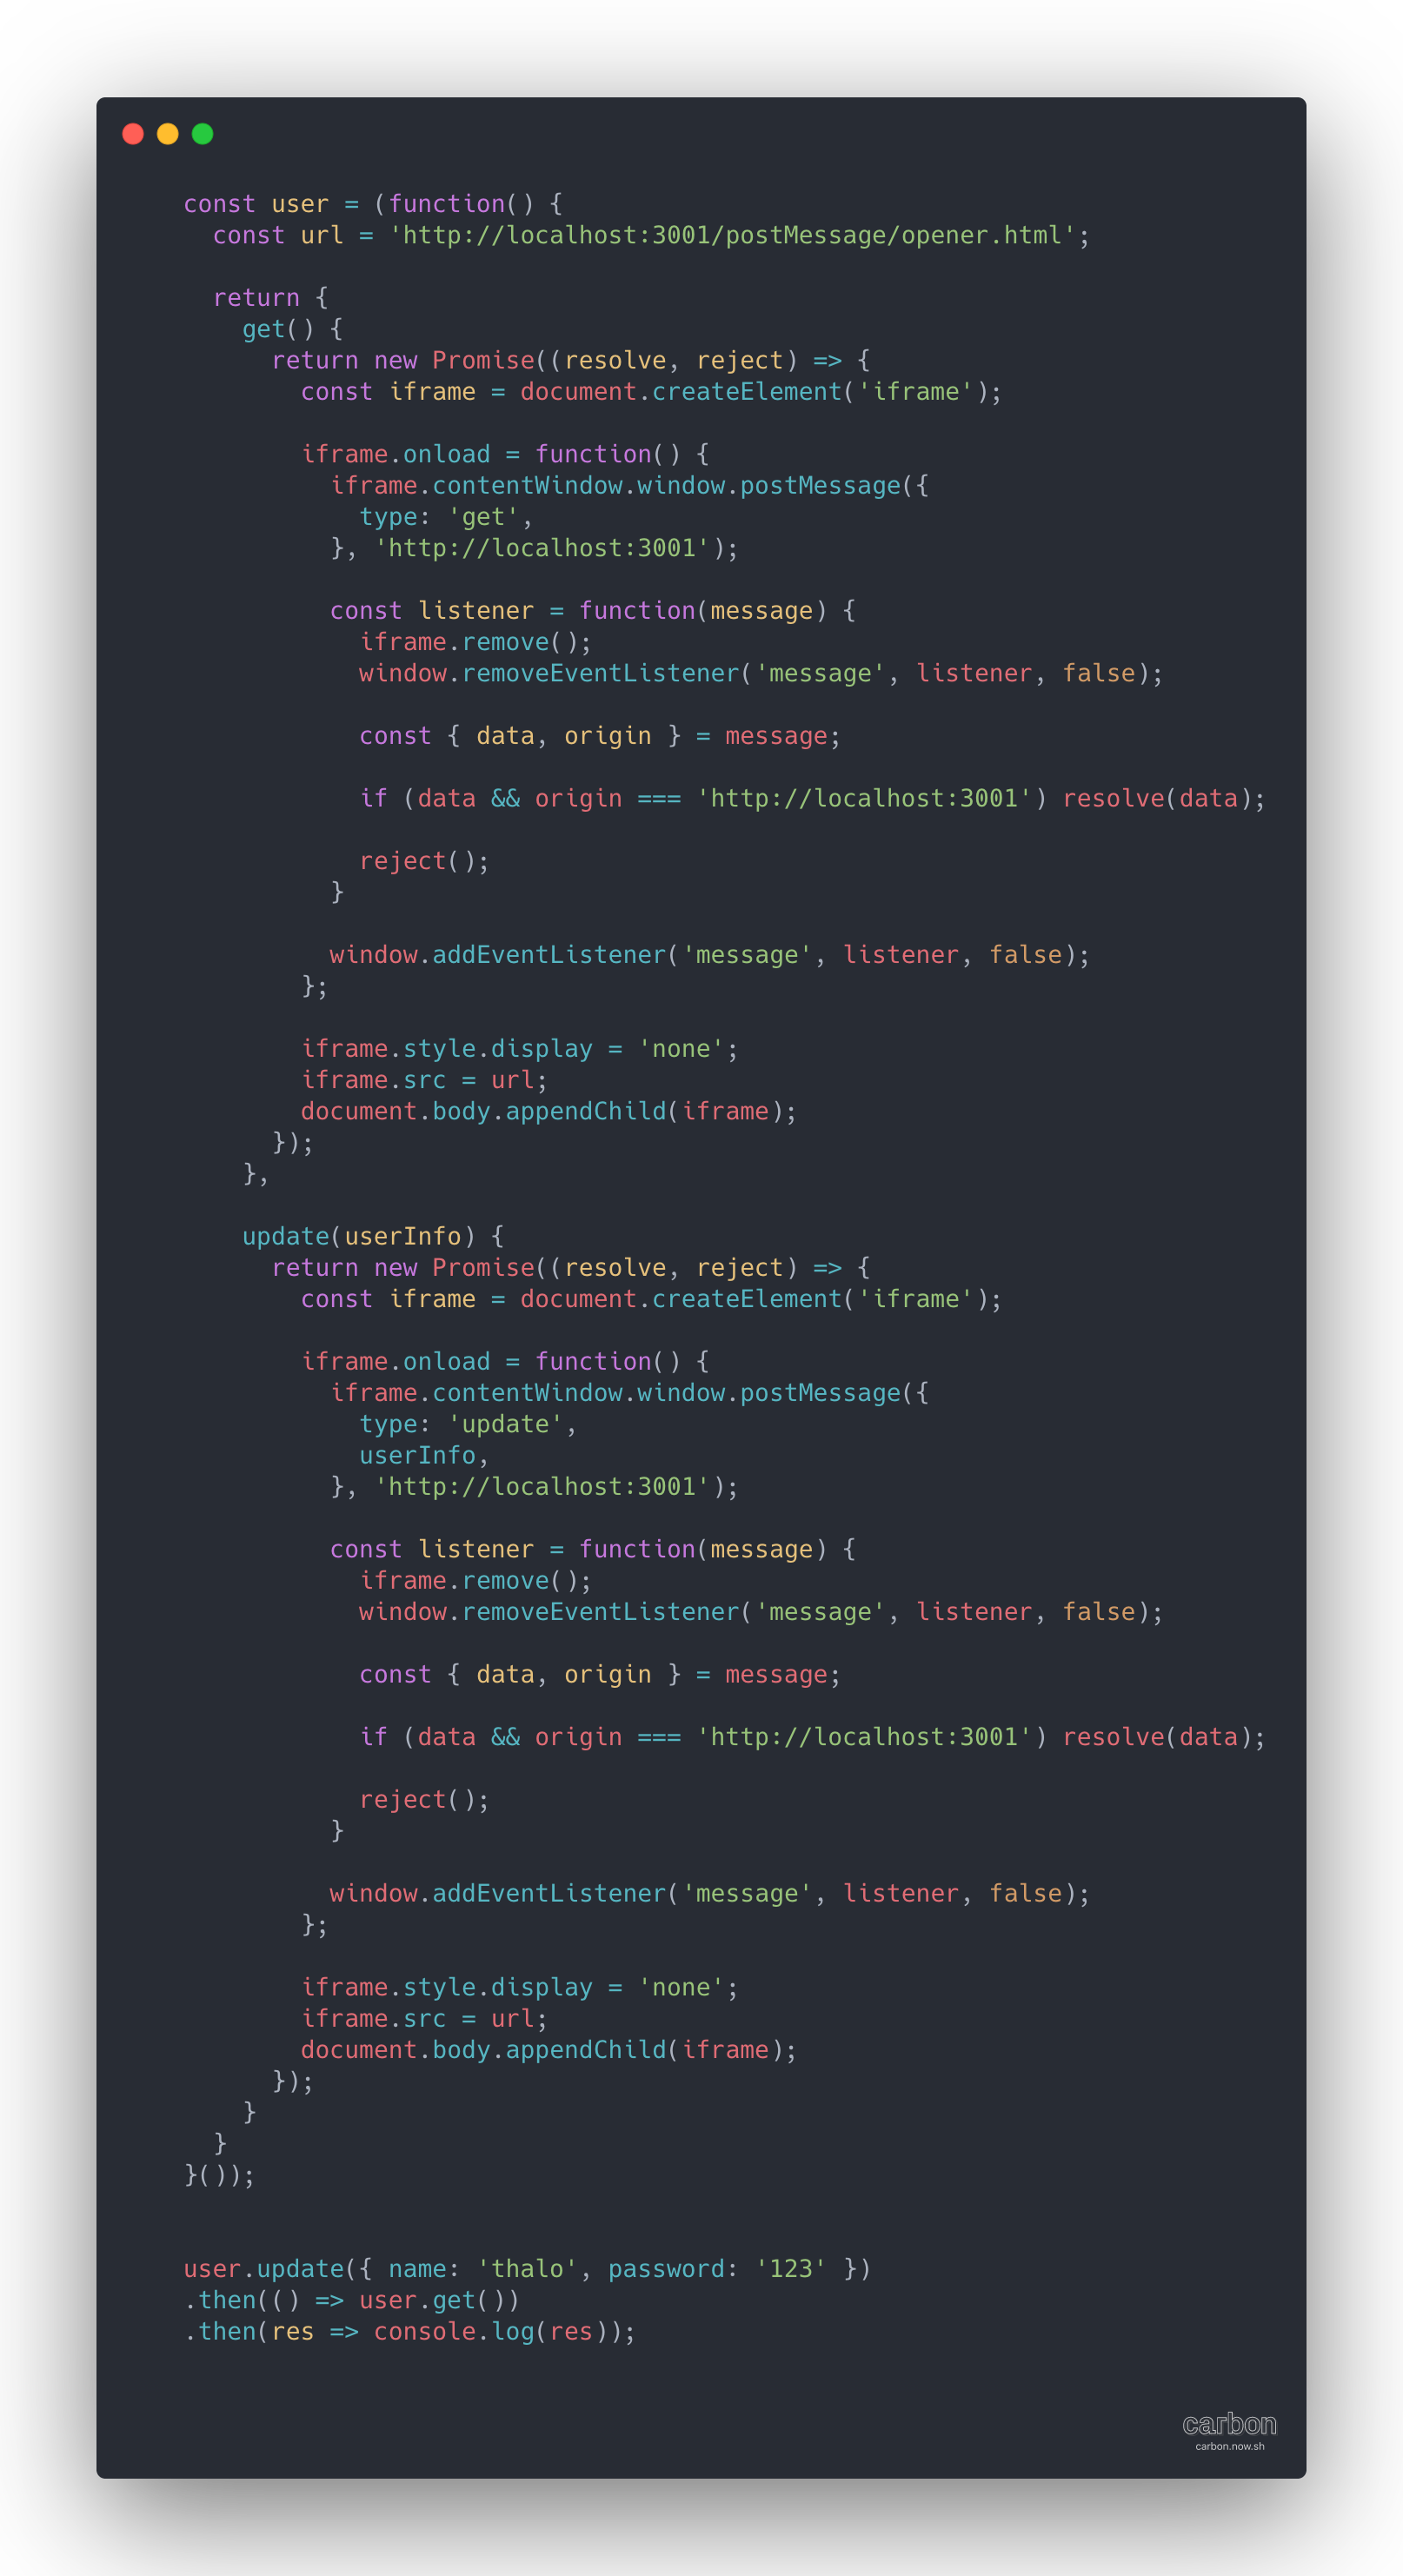 const user = (function() {
  const url = 'http://localhost:3001/postMessage/opener.html';

  return {
    get() {
      return new Promise((resolve, reject) => {
        const iframe = document.createElement('iframe');

        iframe.onload = function() {
          iframe.contentWindow.window.postMessage({
            type: 'get',
          }, 'http://localhost:3001');

          const listener = function(message) {
            iframe.remove();
            window.removeEventListener('message', listener, false);

            const { data, origin } = message;

            if (data && origin === 'http://localhost:3001') resolve(data);

            reject();
          }

          window.addEventListener('message', listener, false);
        };

        iframe.style.display = 'none';
        iframe.src = url;
        document.body.appendChild(iframe);
      });
    },

    update(userInfo) {
      return new Promise((resolve, reject) => {
        const iframe = document.createElement('iframe');

        iframe.onload = function() {
          iframe.contentWindow.window.postMessage({
            type: 'update',
            userInfo,
          }, 'http://localhost:3001');

          const listener = function(message) {
            iframe.remove();
            window.removeEventListener('message', listener, false);

            const { data, origin } = message;

            if (data && origin === 'http://localhost:3001') resolve(data);

            reject();
          }

          window.addEventListener('message', listener, false);
        };

        iframe.style.display = 'none';
        iframe.src = url;
        document.body.appendChild(iframe);
      });
    }
  }
}());


user.update({ name: 'thalo', password: '123' })
.then(() => user.get())
.then(res => console.log(res));

carbon
carbon.now.sh